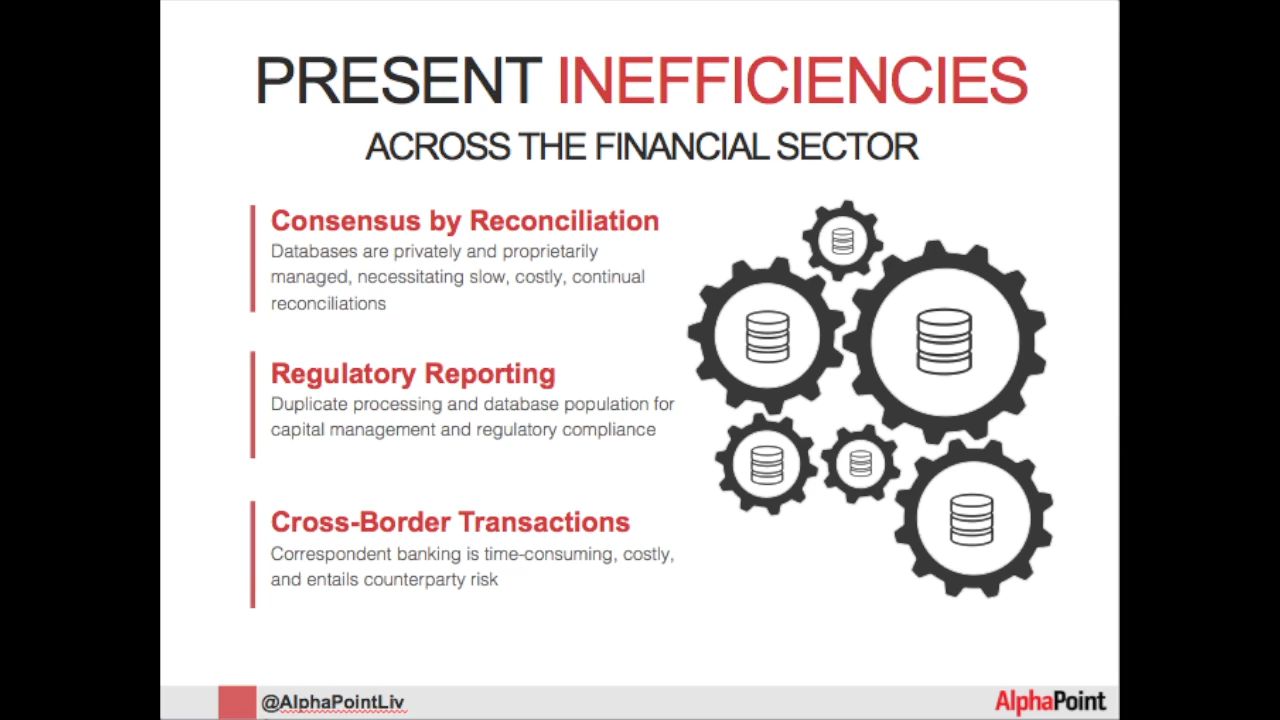 PRESENT INEFFICIENCIES
ACROSS THE FINANCIAL SECTOR
Consensus by Reconciliation
Databases are privately and proprietarily
managed, necessitating slow, costly, continual
reconciliations
Regulatory Reporting
Duplicate processing and database population for
capital management and regulatory compliance
Cross-Border Transactions
Correspondent banking is time-consuming, costly,
and entails counterparty risk
@AlphaPointLiv
AlphaPoint